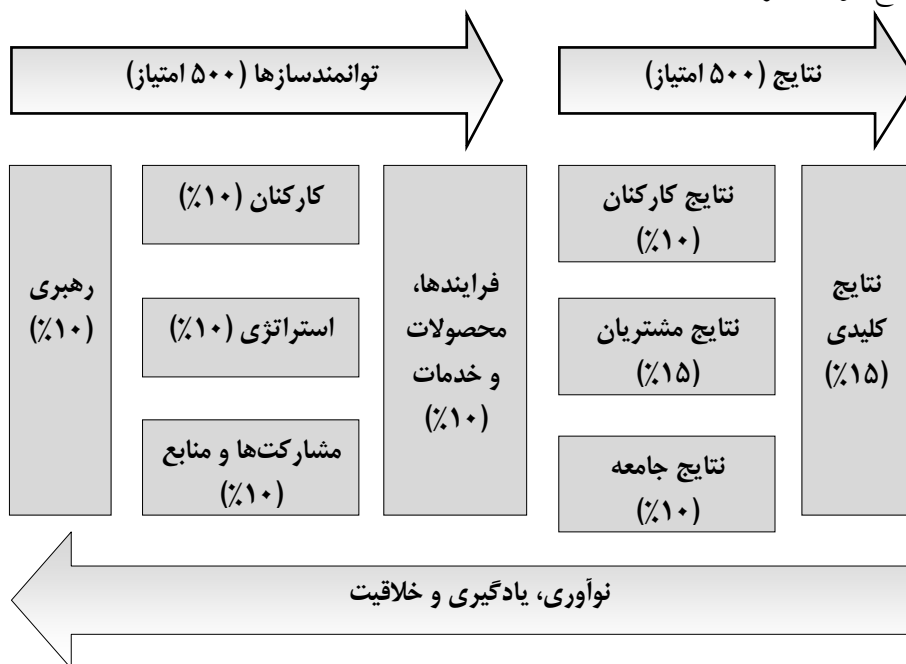 توانمندسازها (۵۰۰ امتیاز)
نتایج (۵۰۰ امتیاز)
رهبری
(٪۱۰)
کارکنان (٪۱۰)
استراتژی (٪۱۰)
مشارکت‌ها و منابع
(٪۱۰)
فرایندها،
محصولات
و خدمات
(٪۱۰)
نتایج کارکنان
(٪۱۰)
نتایج مشتریان
(٪۱۵)
نتایج جامعه
(٪۱۰)
نتایج
کلیدی
(٪۱۵)
نوآوری، یادگیری و خلاقیت